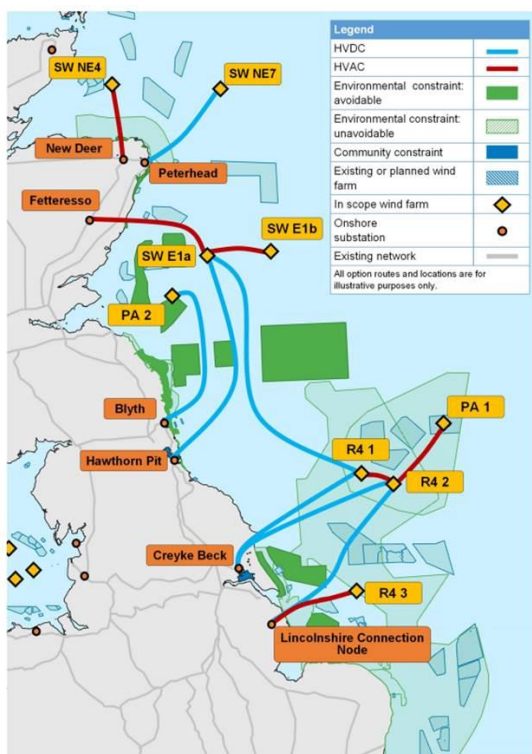 Legend
HVDC
HVAC
Environmental constraint:
avoidable
Environmental constraint:
unavoidable
Community constraint
Existing or planned wind
farm
In scope wind farm
Onshore
substation
Existing network
All option routes and locations are for
illustrative purposes only.
SW NE4
SW NE7
New Deer
Peterhead
Fetteresso
SW E1b
SW E1a
PA 2
Blyth
Hawthorn Pit
PA 1
R4 1
R4 2
Creyke Beck
R4 3
Lincolnshire Connection
Node